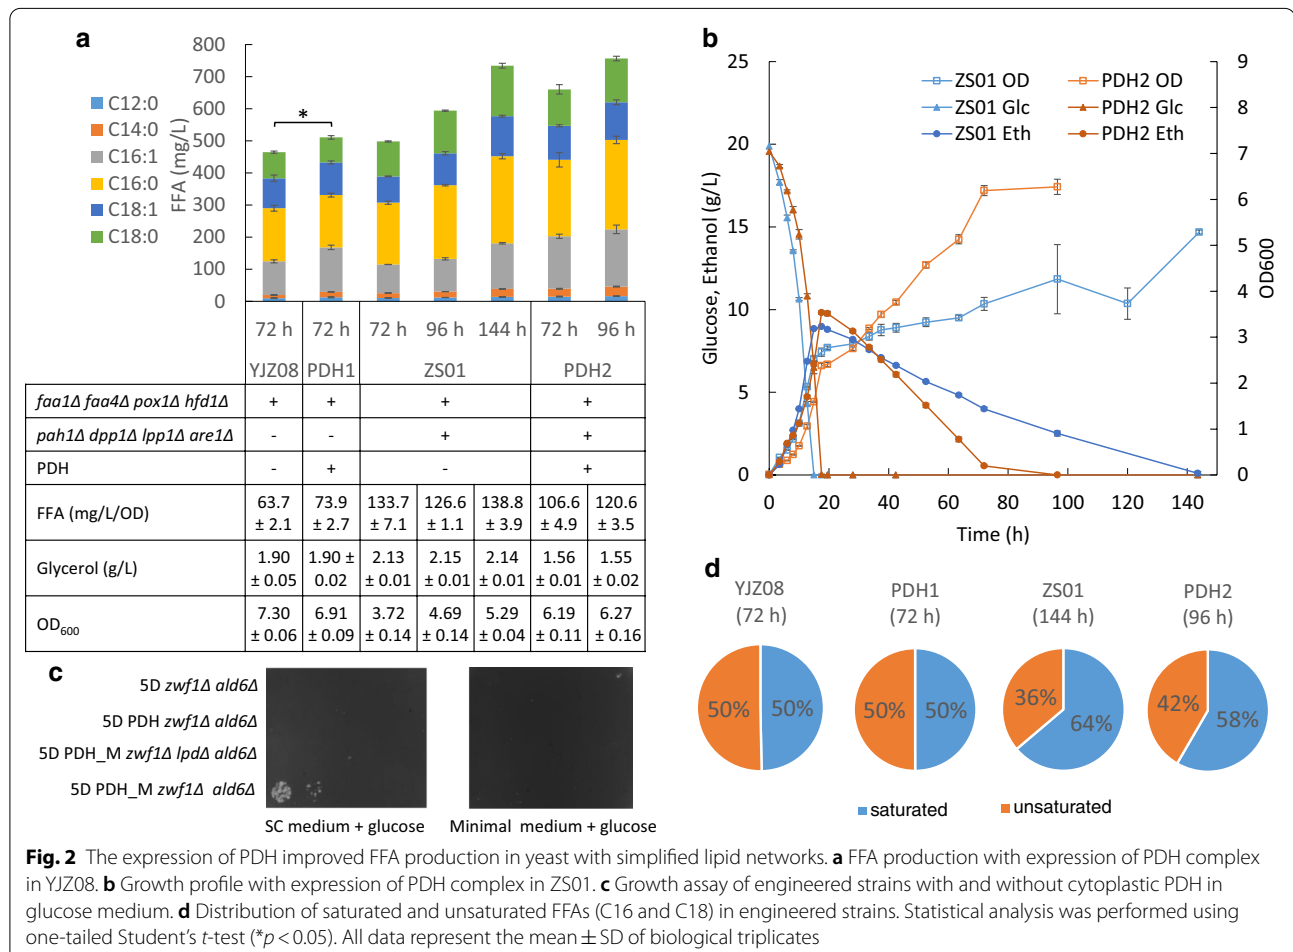 a
800
700
600
500
400
300
200
100
0
FFA (mg/L)
C12:0
C14:0
C16:1
C16:0
C18:1
C18:0
*
72 h 72 h 72 h 96 h 144 h 72 h 96 h
YJZ08 PDH1 ZS01 PDH2
faa1Δ faa4Δ pox1Δ hfd1Δ + + + +
pah1Δ dpp1Δ lpp1Δ are1Δ - - + +
PDH - + - +
FFA (mg/L/OD) 63.7 ± 2.1 73.9 ± 2.7 133.7 ± 7.1 126.6 ± 1.1 138.8 ± 3.9 106.6 ± 4.9 120.6 ± 3.5
Glycerol (g/L) 1.90 ± 0.05 1.90 ± 0.02 2.13 ± 0.01 2.15 ± 0.01 2.14 ± 0.01 1.56 ± 0.01 1.55 ± 0.02
OD600 7.30 ± 0.06 6.91 ± 0.09 3.72 ± 0.14 4.69 ± 0.14 5.29 ± 0.04 6.19 ± 0.11 6.27 ± 0.16
b
25
20
15
10
5
0
Glucose, Ethanol (g/L)
ZS01 OD PDH2 OD
ZS01 Glc PDH2 Glc
ZS01 Eth PDH2 Eth
9
8
7
6
5
4
3
2
1
0
OD600
0 20 40 60 80 100 120 140
Time (h)
c
5D zwf1Δ ald6Δ
5D PDH zwf1Δ ald6Δ
5D PDH_M zwf1Δ lpdΔ ald6Δ
5D PDH_M zwf1Δ ald6Δ
SC medium + glucose Minimal medium + glucose
d
YJZ08 PDH1 ZS01 PDH2
(72 h) (72 h) (144 h) (96 h)
50% 50% 50% 50% 36% 64% 42% 58%
saturated unsaturated
Fig. 2 The expression of PDH improved FFA production in yeast with simplified lipid networks. a FFA production with expression of PDH complex
in YJZ08. b Growth profile with expression of PDH complex in ZS01. c Growth assay of engineered strains with and without cytoplastic PDH in
glucose medium. d Distribution of saturated and unsaturated FFAs (C16 and C18) in engineered strains. Statistical analysis was performed using
one-tailed Student's t-test (*p < 0.05). All data represent the mean ± SD of biological triplicates